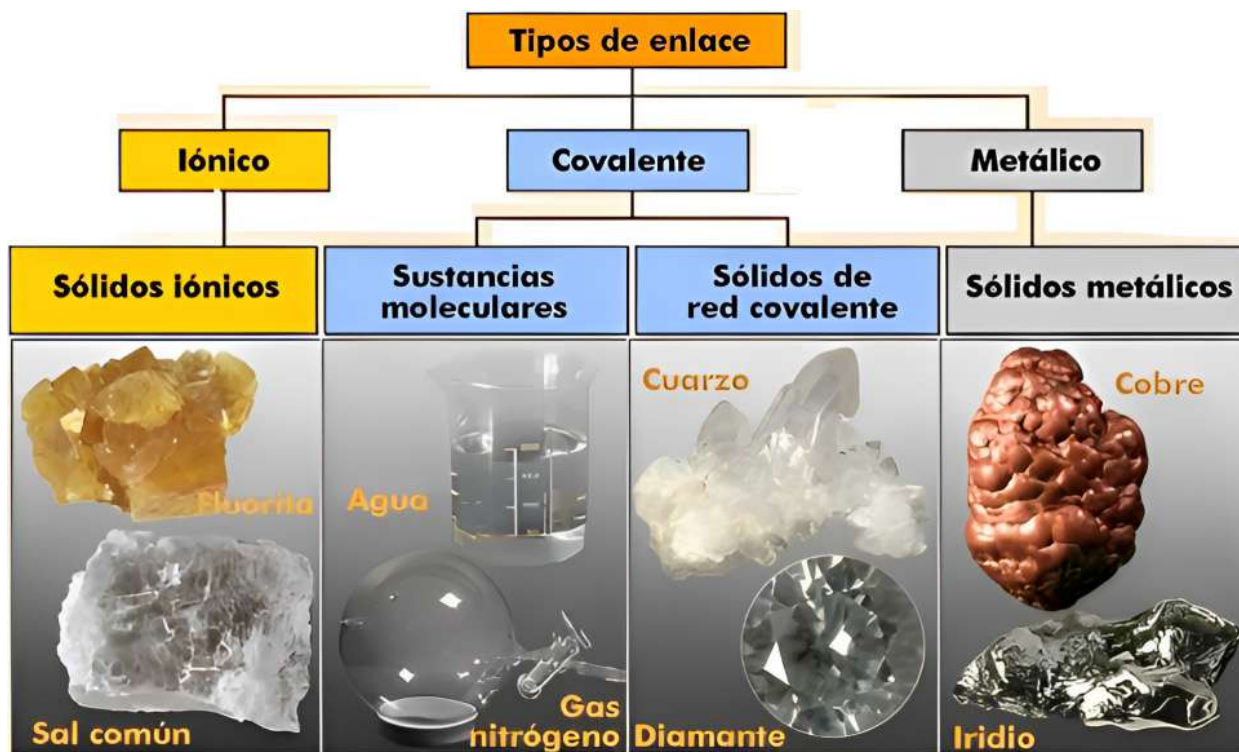 Tipos de enlace
Iónico
Covalente
Metálico
Sólidos iónicos
Sustancias
moleculares
Sólidos de
red covalente
Sólidos metálicos
Fluorita
Sal común
Agua
Gas
nitrógeno
Cuarzo
Diamante
Cobre
Iridio